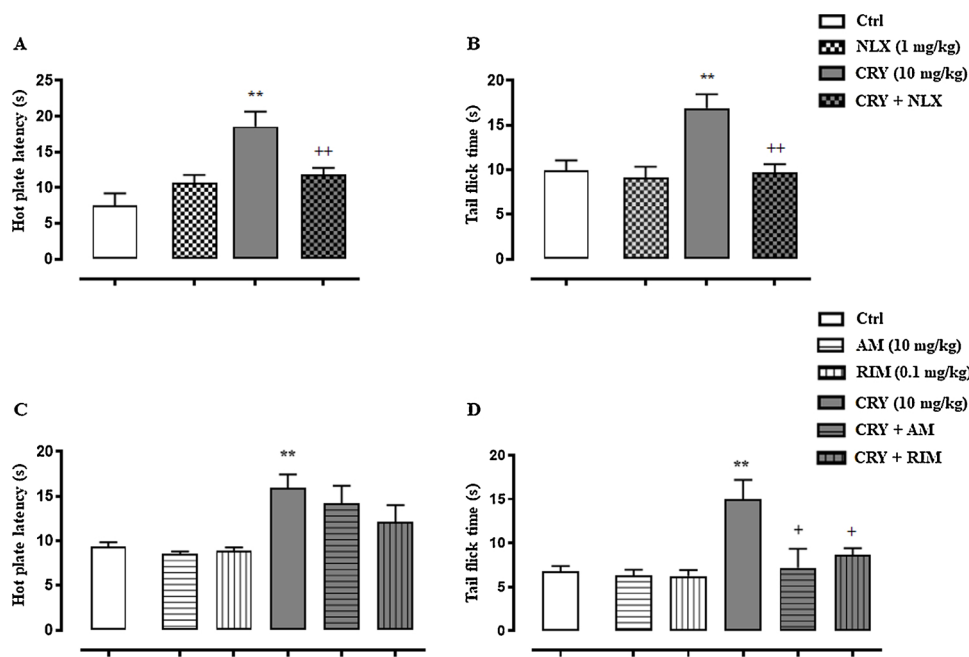 Ctrl
NLX (1 mg/kg)
CRY (10 mg/kg)
CRY + NLX
A
Hot plate latency (s)
25
20
15
10
5
0
**
++
B
Tail flick time (s)
20
15
10
5
0
**
++
Ctrl
AM (10 mg/kg)
RIM (0.1 mg/kg)
CRY (10 mg/kg)
CRY + AM
CRY + RIM
C
Hot plate latency (s)
20
15
10
5
0
**
D
Tail flick time (s)
20
15
10
5
0
**
+
+